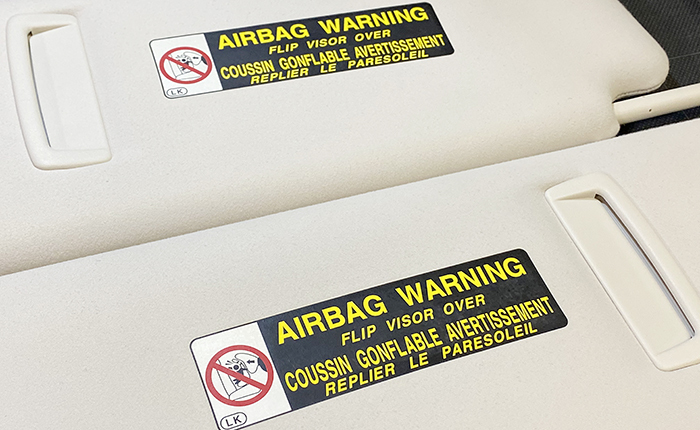 AIRBAG WARNING
FLIP VISOR OVER
COUSSIN GONFLABLE AVERTISSEMENT
REPLIER LE PARESOLEIL
LK
AIRBAG WARNING
FLIP VISOR OVER
COUSSIN GONFLABLE AVERTISSEMENT
REPLIER LE PARESOLEIL
LK